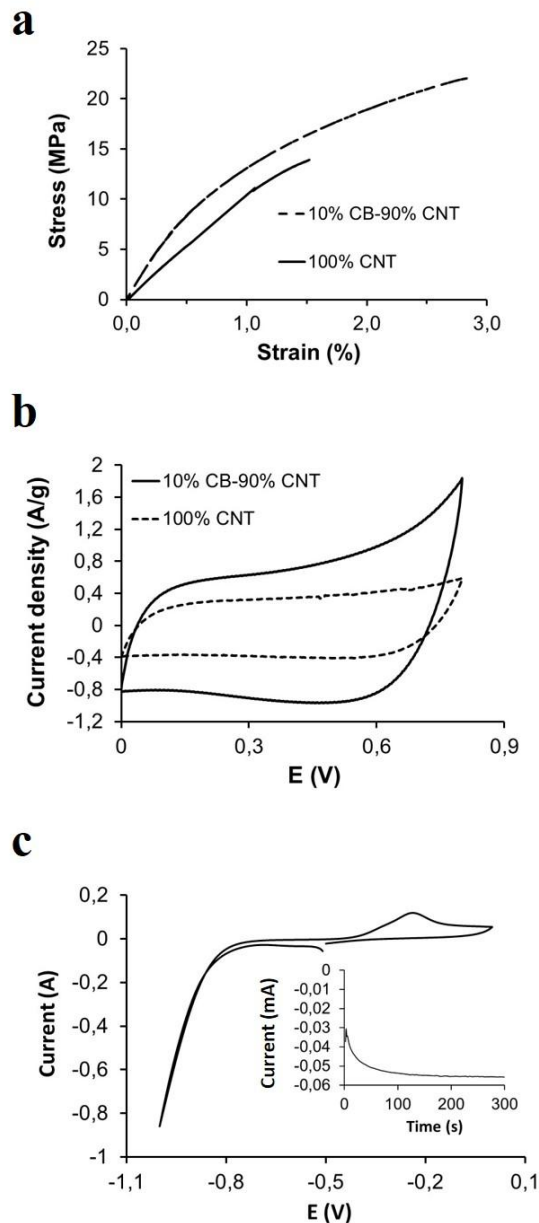 a
25
20
15
10
5
0
Stress (MPa)
10% CB-90% CNT
100% CNT
0,0 1,0 2,0 3,0
Strain (%)
b
2
1,6
1,2
0,8
0,4
0
-0,4
-0,8
-1,2
Current density (A/g)
10% CB-90% CNT
100% CNT
0 0,3 0,6 0,9
E (V)
c
0,2
0
-0,2
-0,4
-0,6
-0,8
-1
Current (A)
0
-0,01
-0,02
-0,03
-0,04
-0,05
-0,06
Current (mA)
0 100 200 300
Time (s)
-1,1 -0,8 -0,5 -0,2 0,1
E (V)